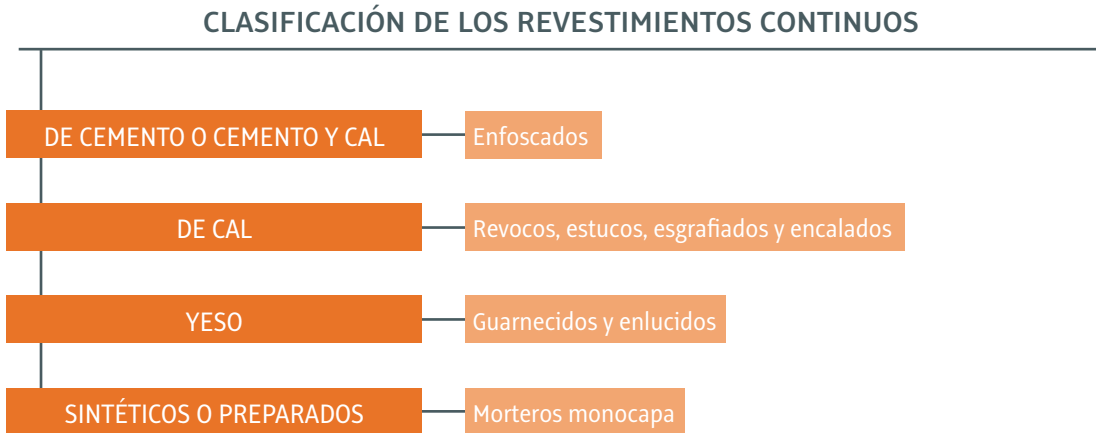 CLASIFICACIÓN DE LOS REVESTIMIENTOS CONTINUOS
DE CEMENTO O CEMENTO Y CAL
Enfoscados
DE CAL
Revocos, estucos, esgrafiados y encalados
YESO
Guarnecidos y enlucidos
SINTÉTICOS O PREPARADOS
Morteros monocapa